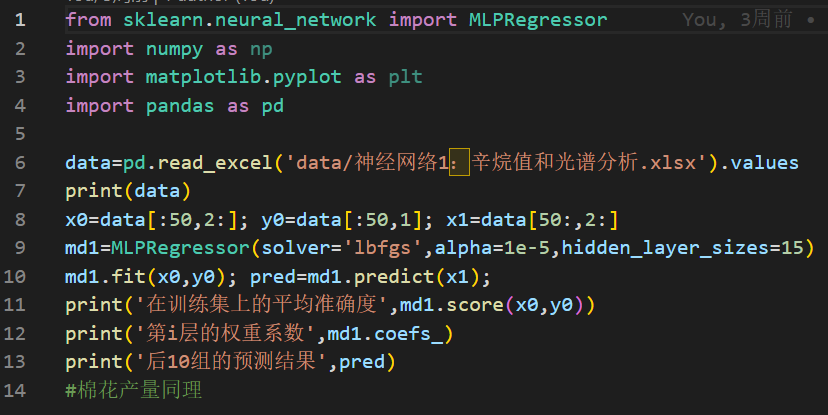 1 from sklearn.neural_network import MLPRegressor You, 3周前 •
2 import numpy as np
3 import matplotlib.pyplot as plt
4 import pandas as pd
5
6 data=pd.read_excel('data/神经网络1：辛烷值和光谱分析.xlsx').values
7 print(data)
8 x0=data[:50,2:]; y0=data[:50,1]; x1=data[50:,2:]
9 md1=MLPRegressor(solver='lbfgs',alpha=1e-5,hidden_layer_sizes=15)
10 md1.fit(x0,y0); pred=md1.predict(x1);
11 print('在训练集上的平均准确度',md1.score(x0,y0))
12 print('第i层的权重系数',md1.coefs_)
13 print('后10组的预测结果',pred)
14 #棉花产量同理